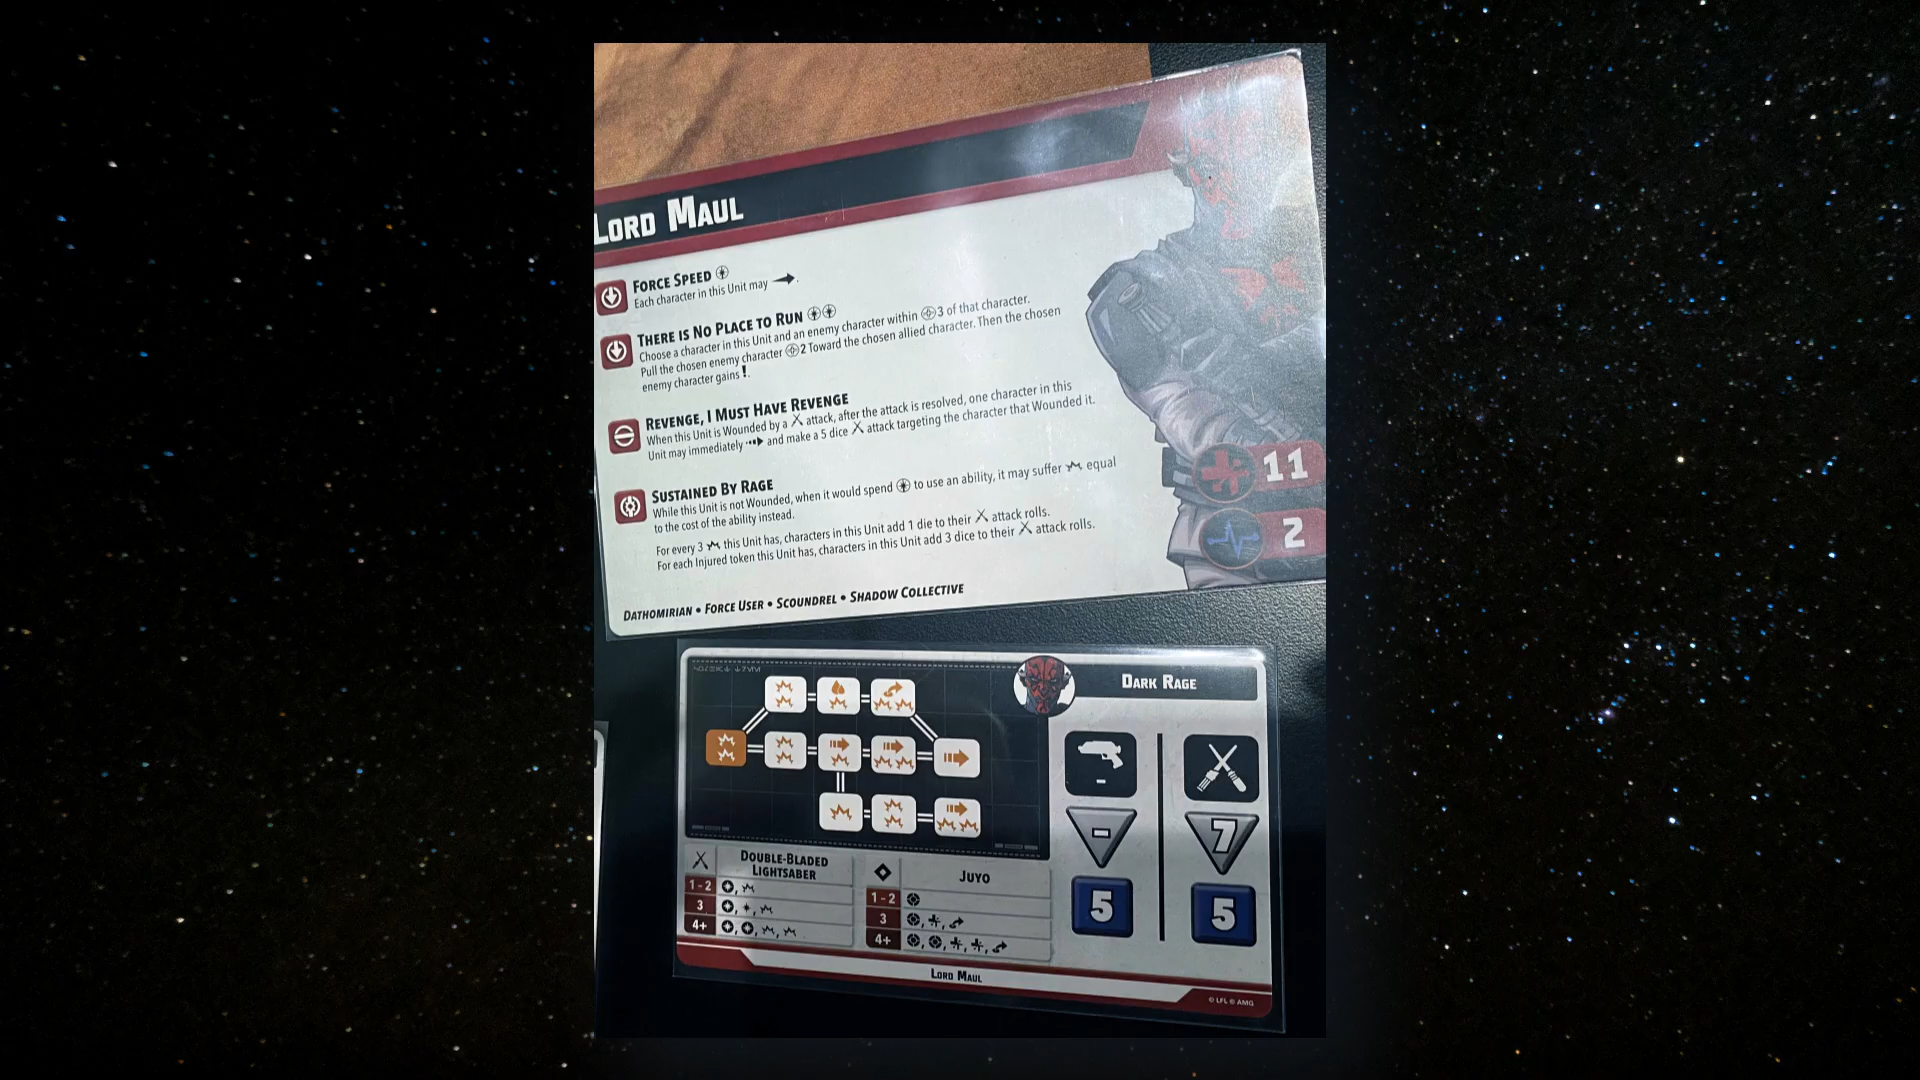 LORD MAUL
FORCE SPEED
Each character in this Unit may .
THERE IS NO PLACE TO RUN
Choose a character in this Unit and an enemy character within 3 of that character.
Pull the chosen enemy character 2 Toward the chosen allied character. Then the chosen
enemy character gains !.
REVENGE, I MUST HAVE REVENGE
When this Unit is Wounded by a attack, after the attack is resolved, one character in this
Unit may immediately and make a 5 dice attack targeting the character that Wounded it.
SUSTAINED BY RAGE
While this Unit is not Wounded, when it would spend to use an ability, it may suffer equal
to the cost of the ability instead.
For every 3 this Unit has, characters in this Unit add 1 die to their attack rolls.
For each Injured token this Unit has, characters in this Unit add 3 dice to their attack rolls.
11
2
DATHOMIRIAN • FORCE USER • SCOUNDREL • SHADOW COLLECTIVE
DARK RAGE
-
- 7
5 5
DOUBLE-BLADED
LIGHTSABER
1-2
3
4+
JUYO
1-2
3
4+
LORD MAUL
© LFL © AMG